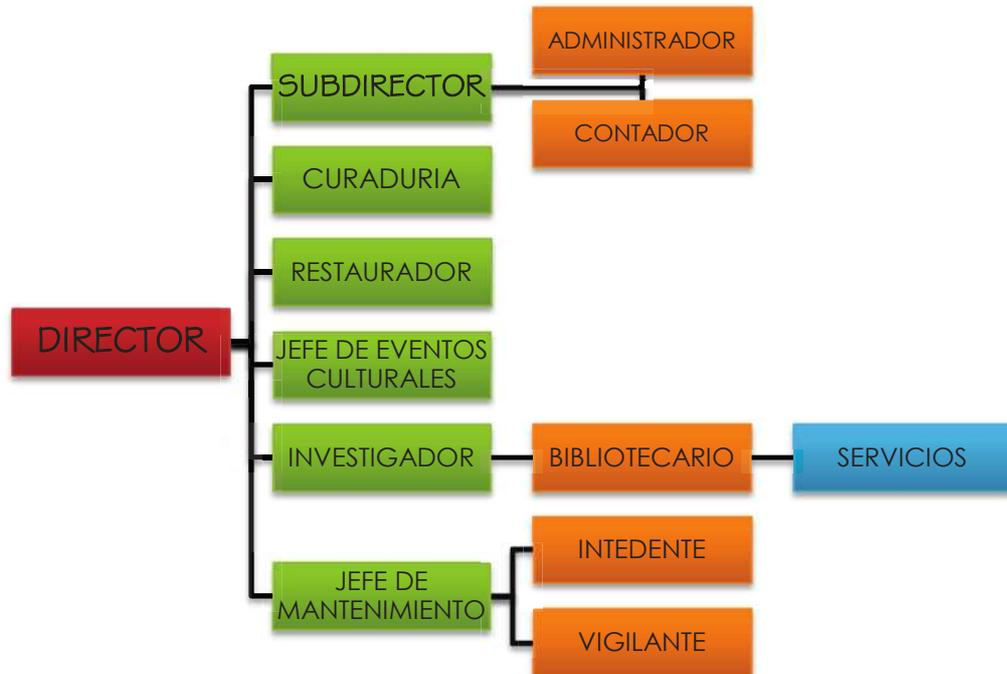 ADMINISTRADOR
SUBDIRECTOR
CONTADOR
CURADURIA
RESTAURADOR
DIRECTOR
JEFE DE EVENTOS
CULTURALES
INVESTIGADOR
BIBLIOTECARIO
SERVICIOS
INTEDENTE
JEFE DE
MANTENIMIENTO
VIGILANTE